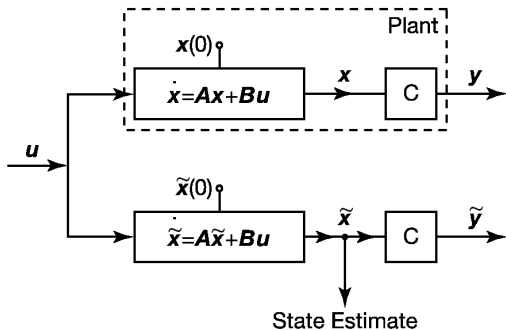 Plant
x(0)
ẋ=Ax+Bu
x
C
y
u
x̃(0)
x̃̇=Ax̃+Bu
x̃
C
ỹ
State Estimate